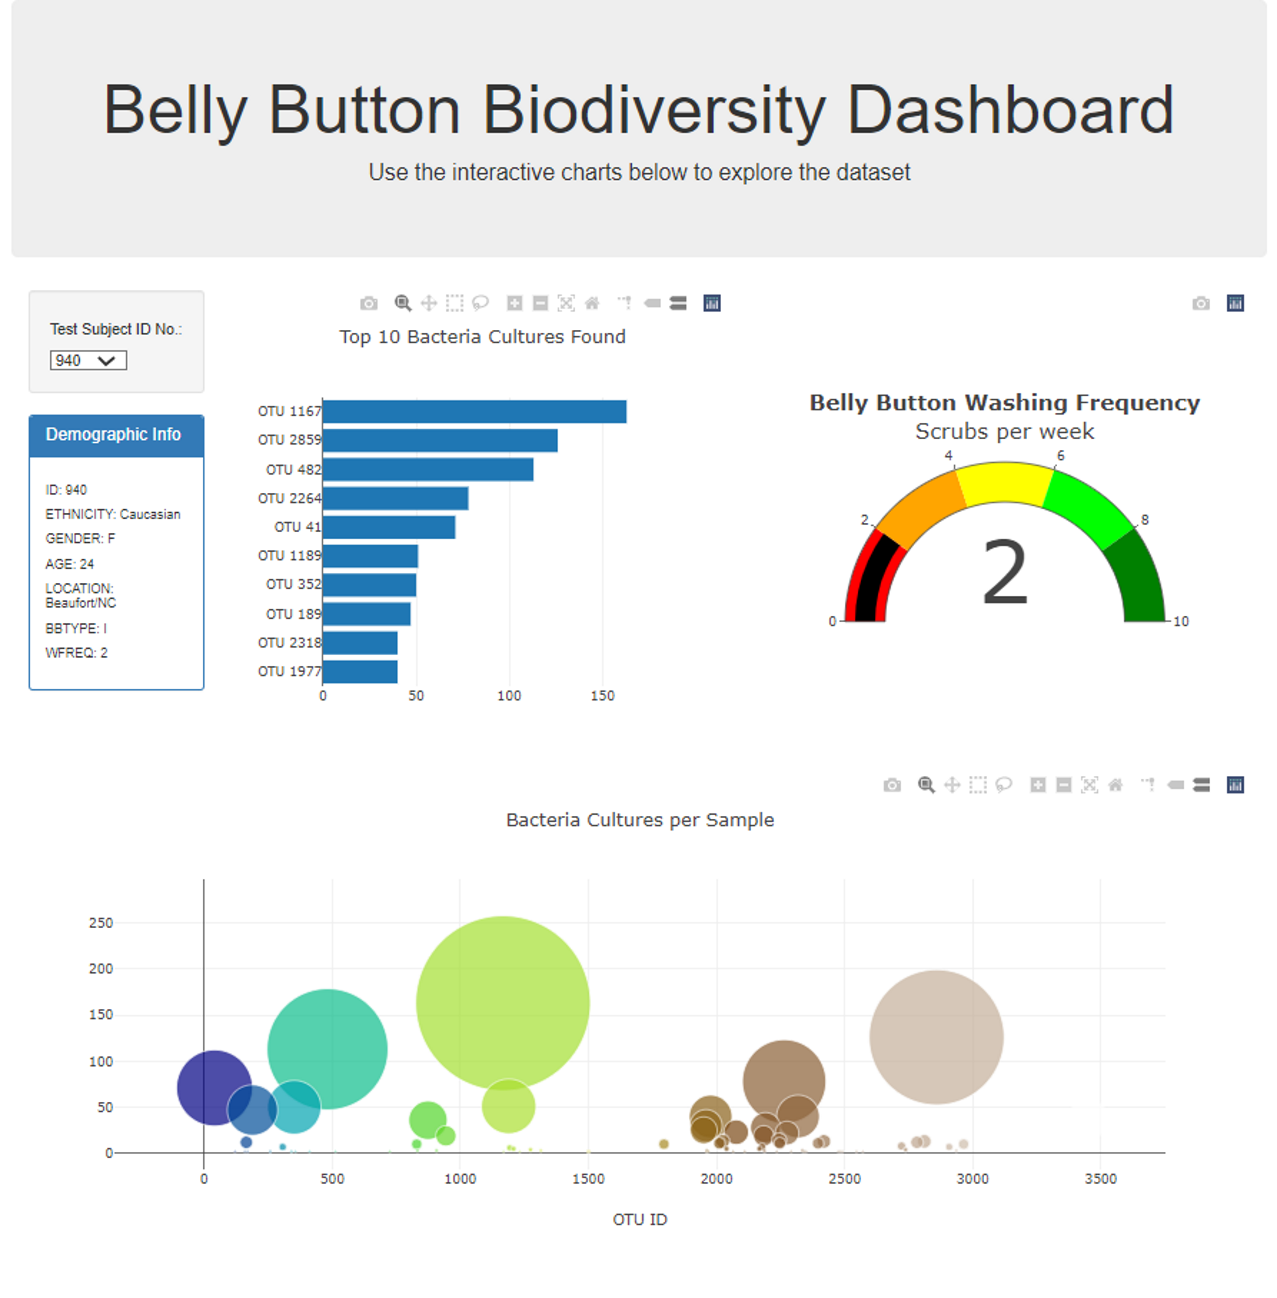 Belly Button Biodiversity Dashboard
Use the interactive charts below to explore the dataset
Test Subject ID No.:
940
Demographic Info
ID: 940
ETHNICITY: Caucasian
GENDER: F
AGE: 24
LOCATION:
Beaufort/NC
BBTYPE: I
WFREQ: 2
Top 10 Bacteria Cultures Found
OTU 1167
OTU 2859
OTU 482
OTU 2264
OTU 41
OTU 1189
OTU 352
OTU 189
OTU 2318
OTU 1977
0 50 100 150
Belly Button Washing Frequency
Scrubs per week
4 6
2 8
2
0 10
Bacteria Cultures per Sample
250
200
150
100
50
0
0 500 1000 1500 2000 2500 3000 3500
OTU ID